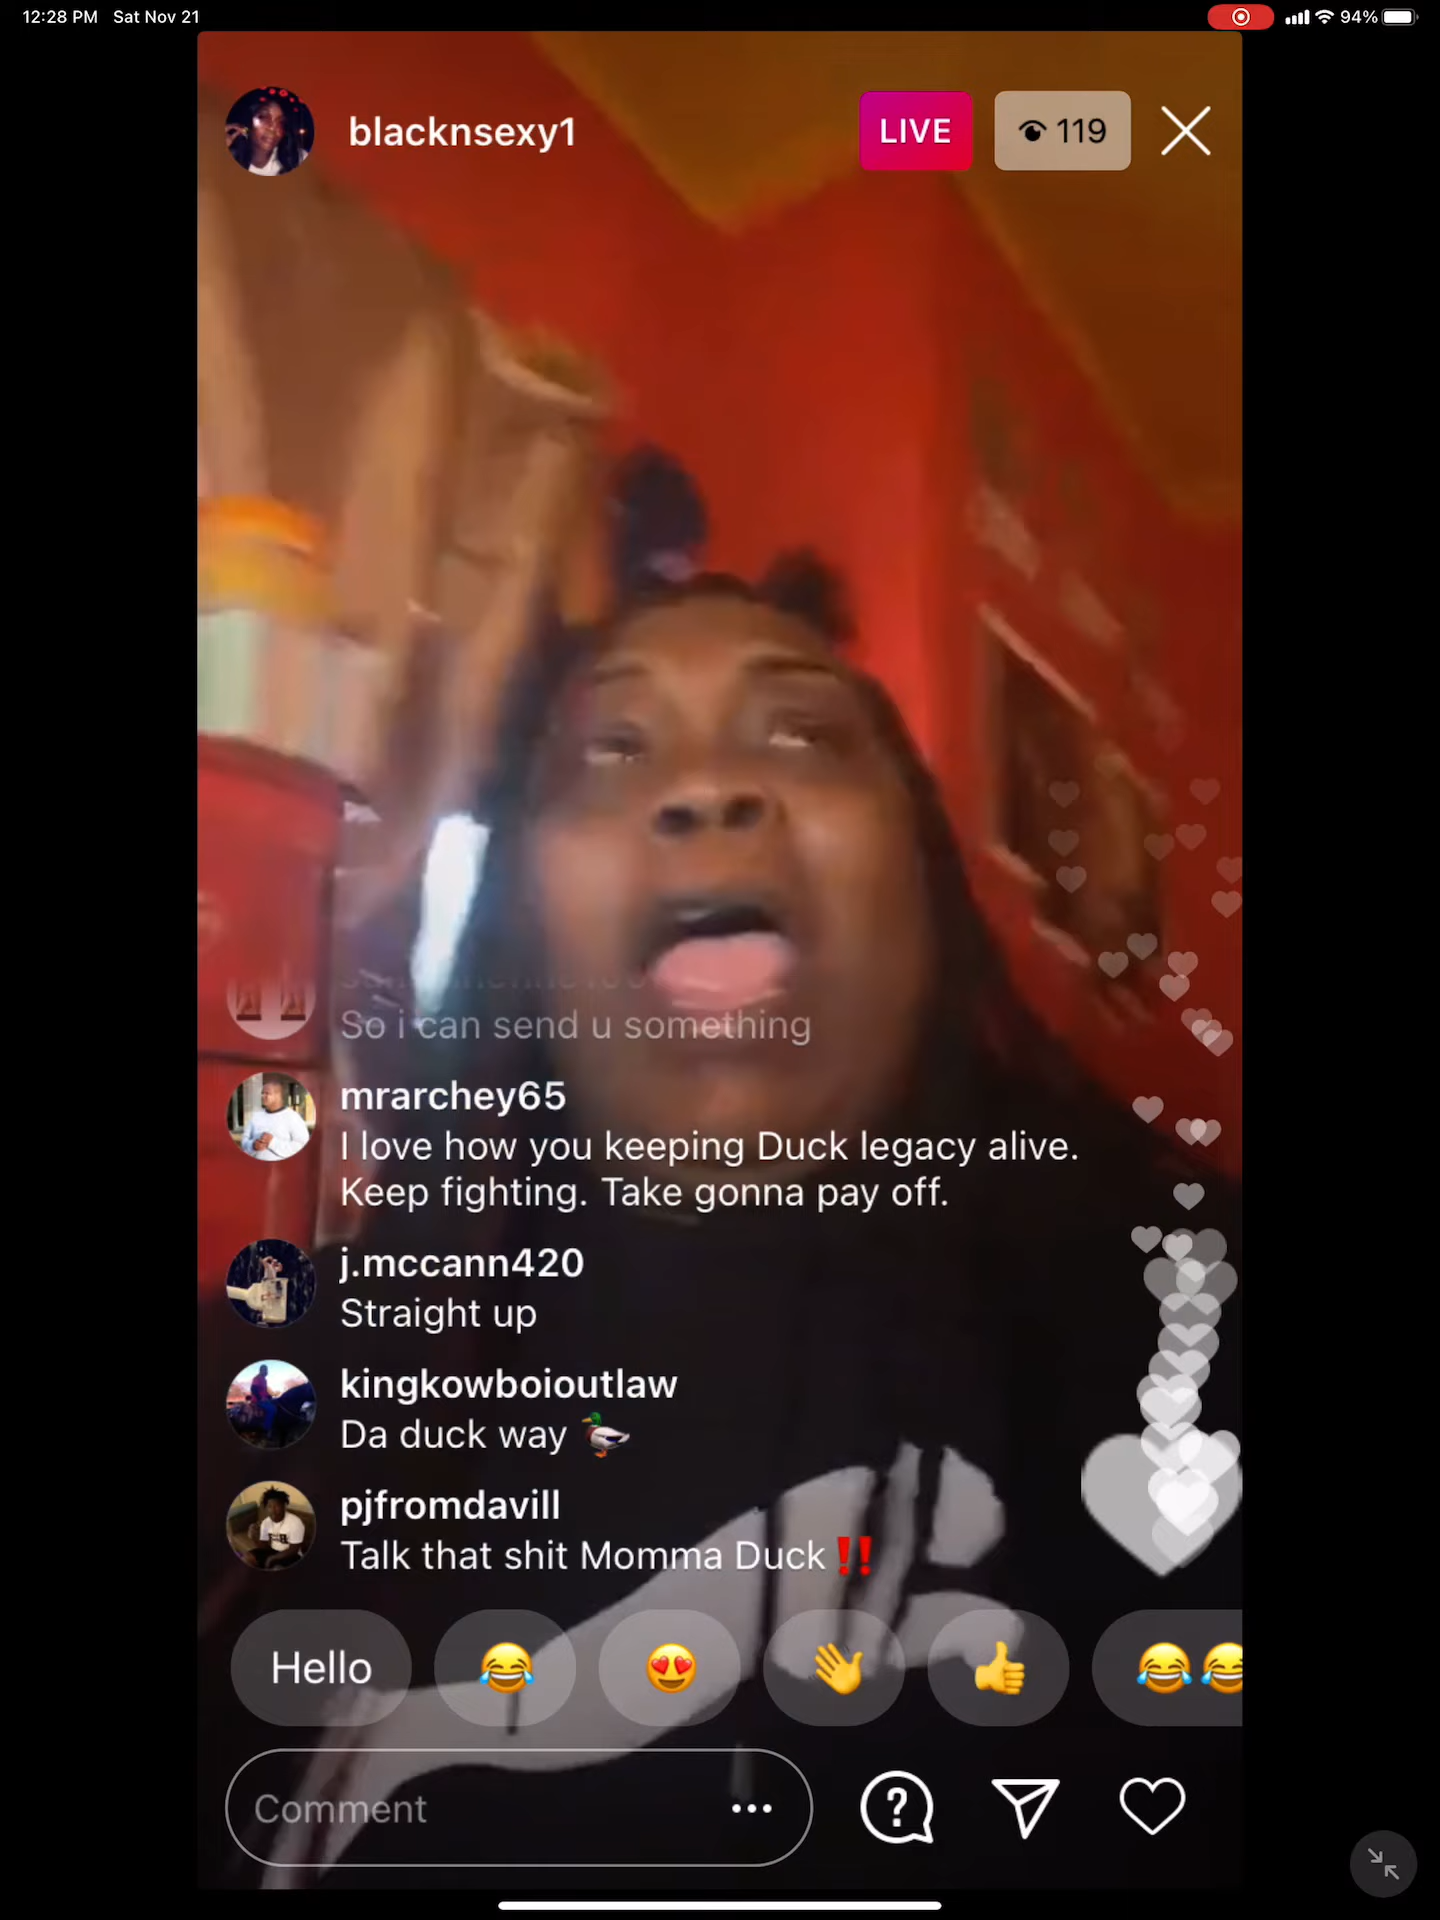 12:28 PM Sat Nov 21
94%
blacknsexy1
LIVE
119
So i can send u something
mrarchey65
I love how you keeping Duck legacy alive.
Keep fighting. Take gonna pay off.
j.mccann420
Straight up
kingkowboioutlaw
Da duck way 🦆
pjfromdavill
Talk that shit Momma Duck‼️
Hello 😂 😍 👋 👍 😂😂
Comment